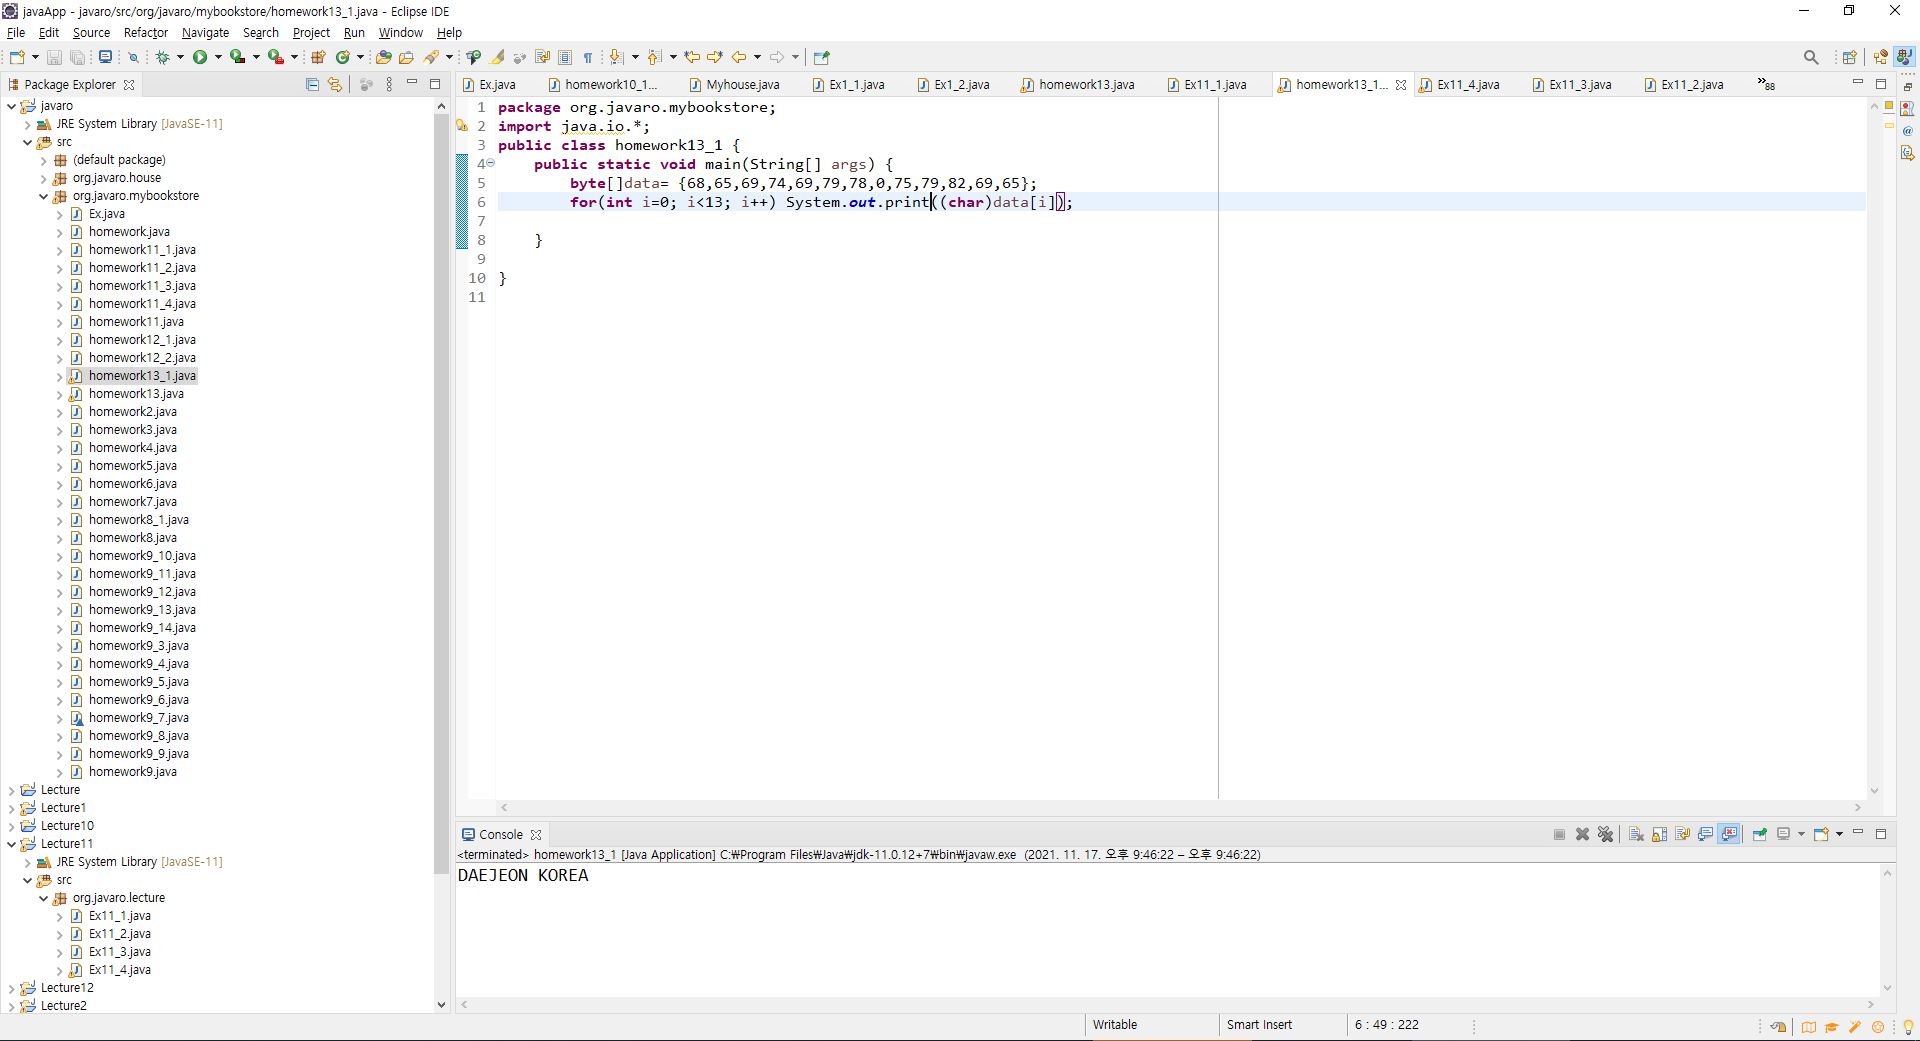 javaApp - javaro/src/org/javaro/mybookstore/homework13_1.java - Eclipse IDE
File Edit Source Refactor Navigate Search Project Run Window Help
Package Explorer
Ex.java homework10_1... Myhouse.java Ex1_1.java Ex1_2.java homework13.java Ex11_1.java homework13_1... Ex11_4.java Ex11_3.java Ex11_2.java »88
javaro
JRE System Library [JavaSE-11]
src
(default package)
org.javaro.house
org.javaro.mybookstore
Ex.java
homework.java
homework11_1.java
homework11_2.java
homework11_3.java
homework11_4.java
homework11.java
homework12_1.java
homework12_2.java
homework13_1.java
homework13.java
homework2.java
homework3.java
homework4.java
homework5.java
homework6.java
homework7.java
homework8_1.java
homework8.java
homework9_10.java
homework9_11.java
homework9_12.java
homework9_13.java
homework9_14.java
homework9_3.java
homework9_4.java
homework9_5.java
homework9_6.java
homework9_7.java
homework9_8.java
homework9_9.java
homework9.java
Lecture
Lecture1
Lecture10
Lecture11
JRE System Library [JavaSE-11]
src
org.javaro.lecture
Ex11_1.java
Ex11_2.java
Ex11_3.java
Ex11_4.java
Lecture12
Lecture2
1 package org.javaro.mybookstore;
2 import java.io.*;
3 public class homework13_1 {
4 public static void main(String[] args) {
5 byte[]data= {68,65,69,74,69,79,78,0,75,79,82,69,65};
6 for(int i=0; i<13; i++) System.out.print((char)data[i]);
7
8 }
9
10 }
11
Console
<terminated> homework13_1 [Java Application] C:₩Program Files₩Java₩jdk-11.0.12+7₩bin₩javaw.exe (2021. 11. 17. 오후 9:46:22 – 오후 9:46:22)
DAEJEON KOREA
Writable Smart Insert 6 : 49 : 222